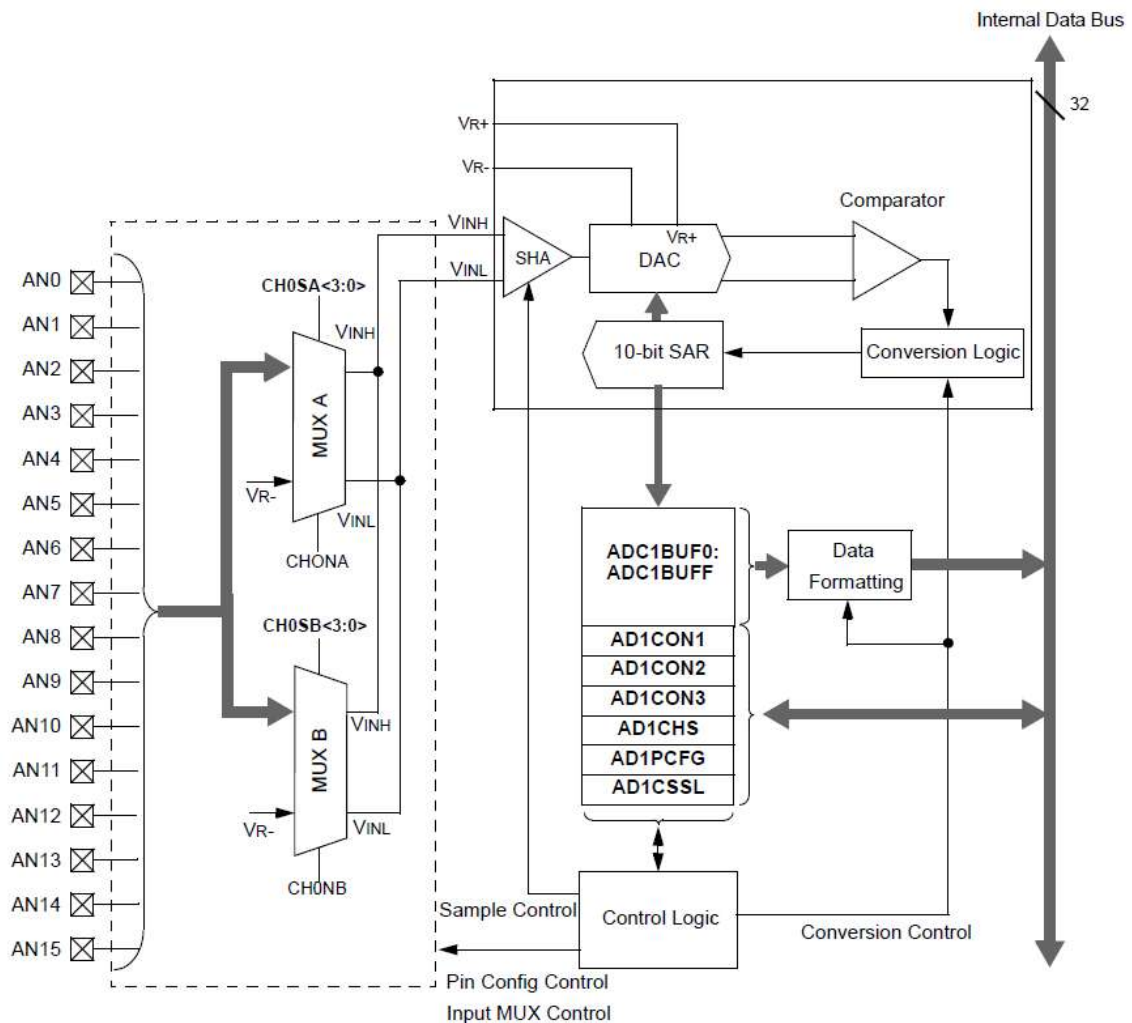 Internal Data Bus
32
VR+
VR-
Comparator
VINH
VINL
SHA
VR+
DAC
10-bit SAR
Conversion Logic
AN0
AN1
AN2
AN3
AN4
AN5
AN6
AN7
AN8
AN9
AN10
AN11
AN12
AN13
AN14
AN15
CH0SA<3:0>
VINH
MUX A
VR-
VINL
CHONA
CH0SB<3:0>
VINH
MUX B
VR-
VINL
CH0NB
ADC1BUF0:
ADC1BUFF
Data
Formatting
AD1CON1
AD1CON2
AD1CON3
AD1CHS
AD1PCFG
AD1CSSL
Sample Control
Control Logic
Conversion Control
Pin Config Control
Input MUX Control